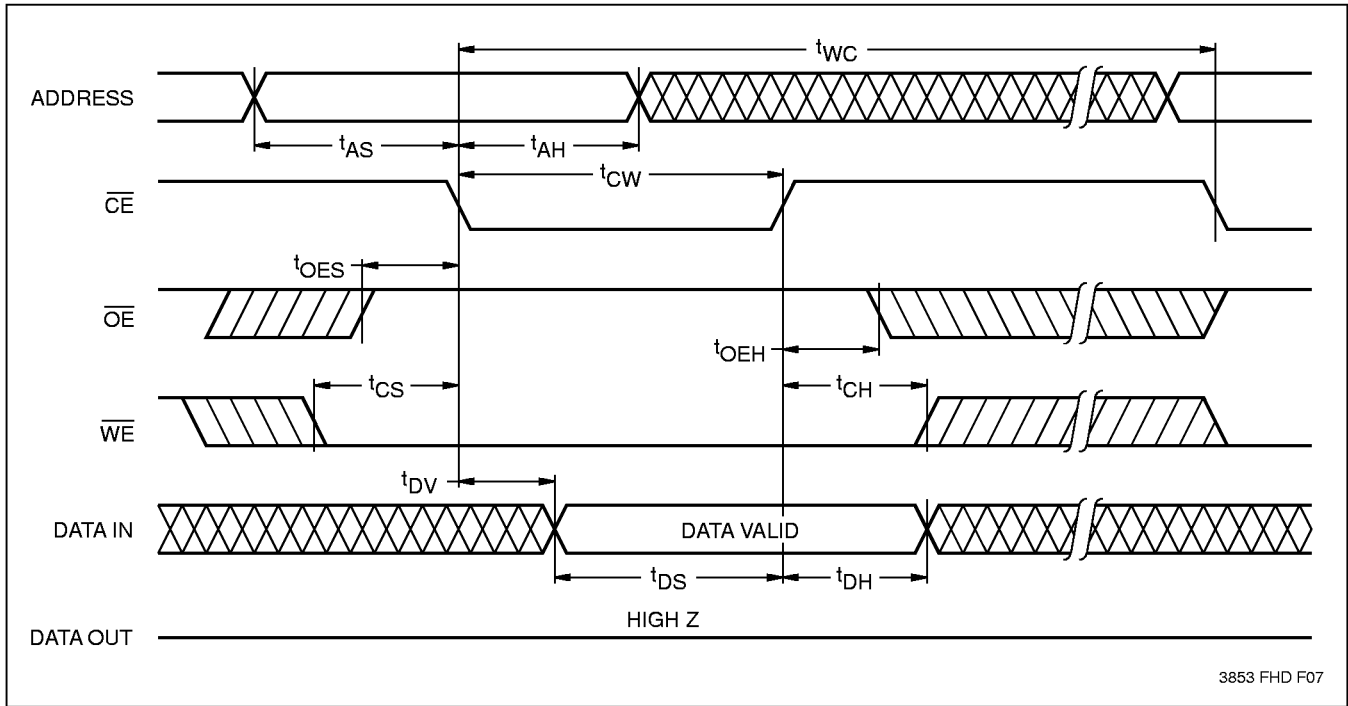 tWC
ADDRESS
tAS
tAH
tCW
CE
tOES
OE
tOEH
tCS
tCH
WE
tDV
DATA IN
DATA VALID
tDS
tDH
HIGH Z
DATA OUT
3853 FHD F07